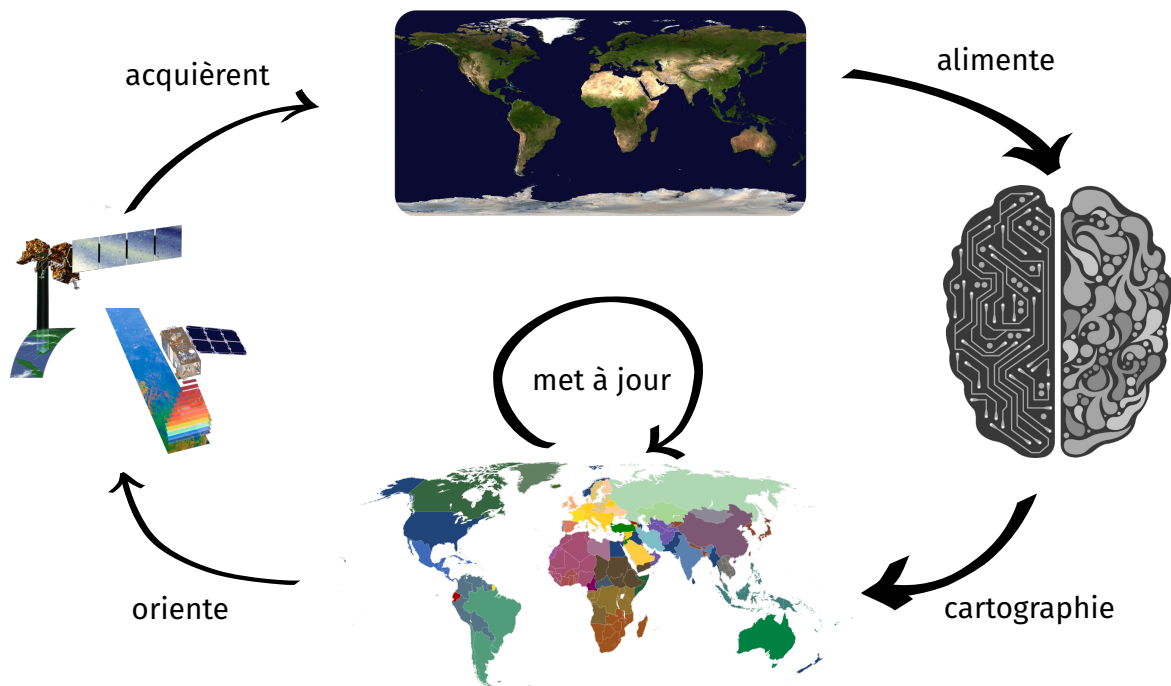 acquièrent
alimente
met à jour
oriente
cartographie